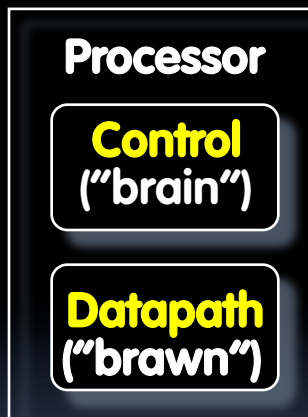 Processor
Control
("brain")
Datapath
("brawn")